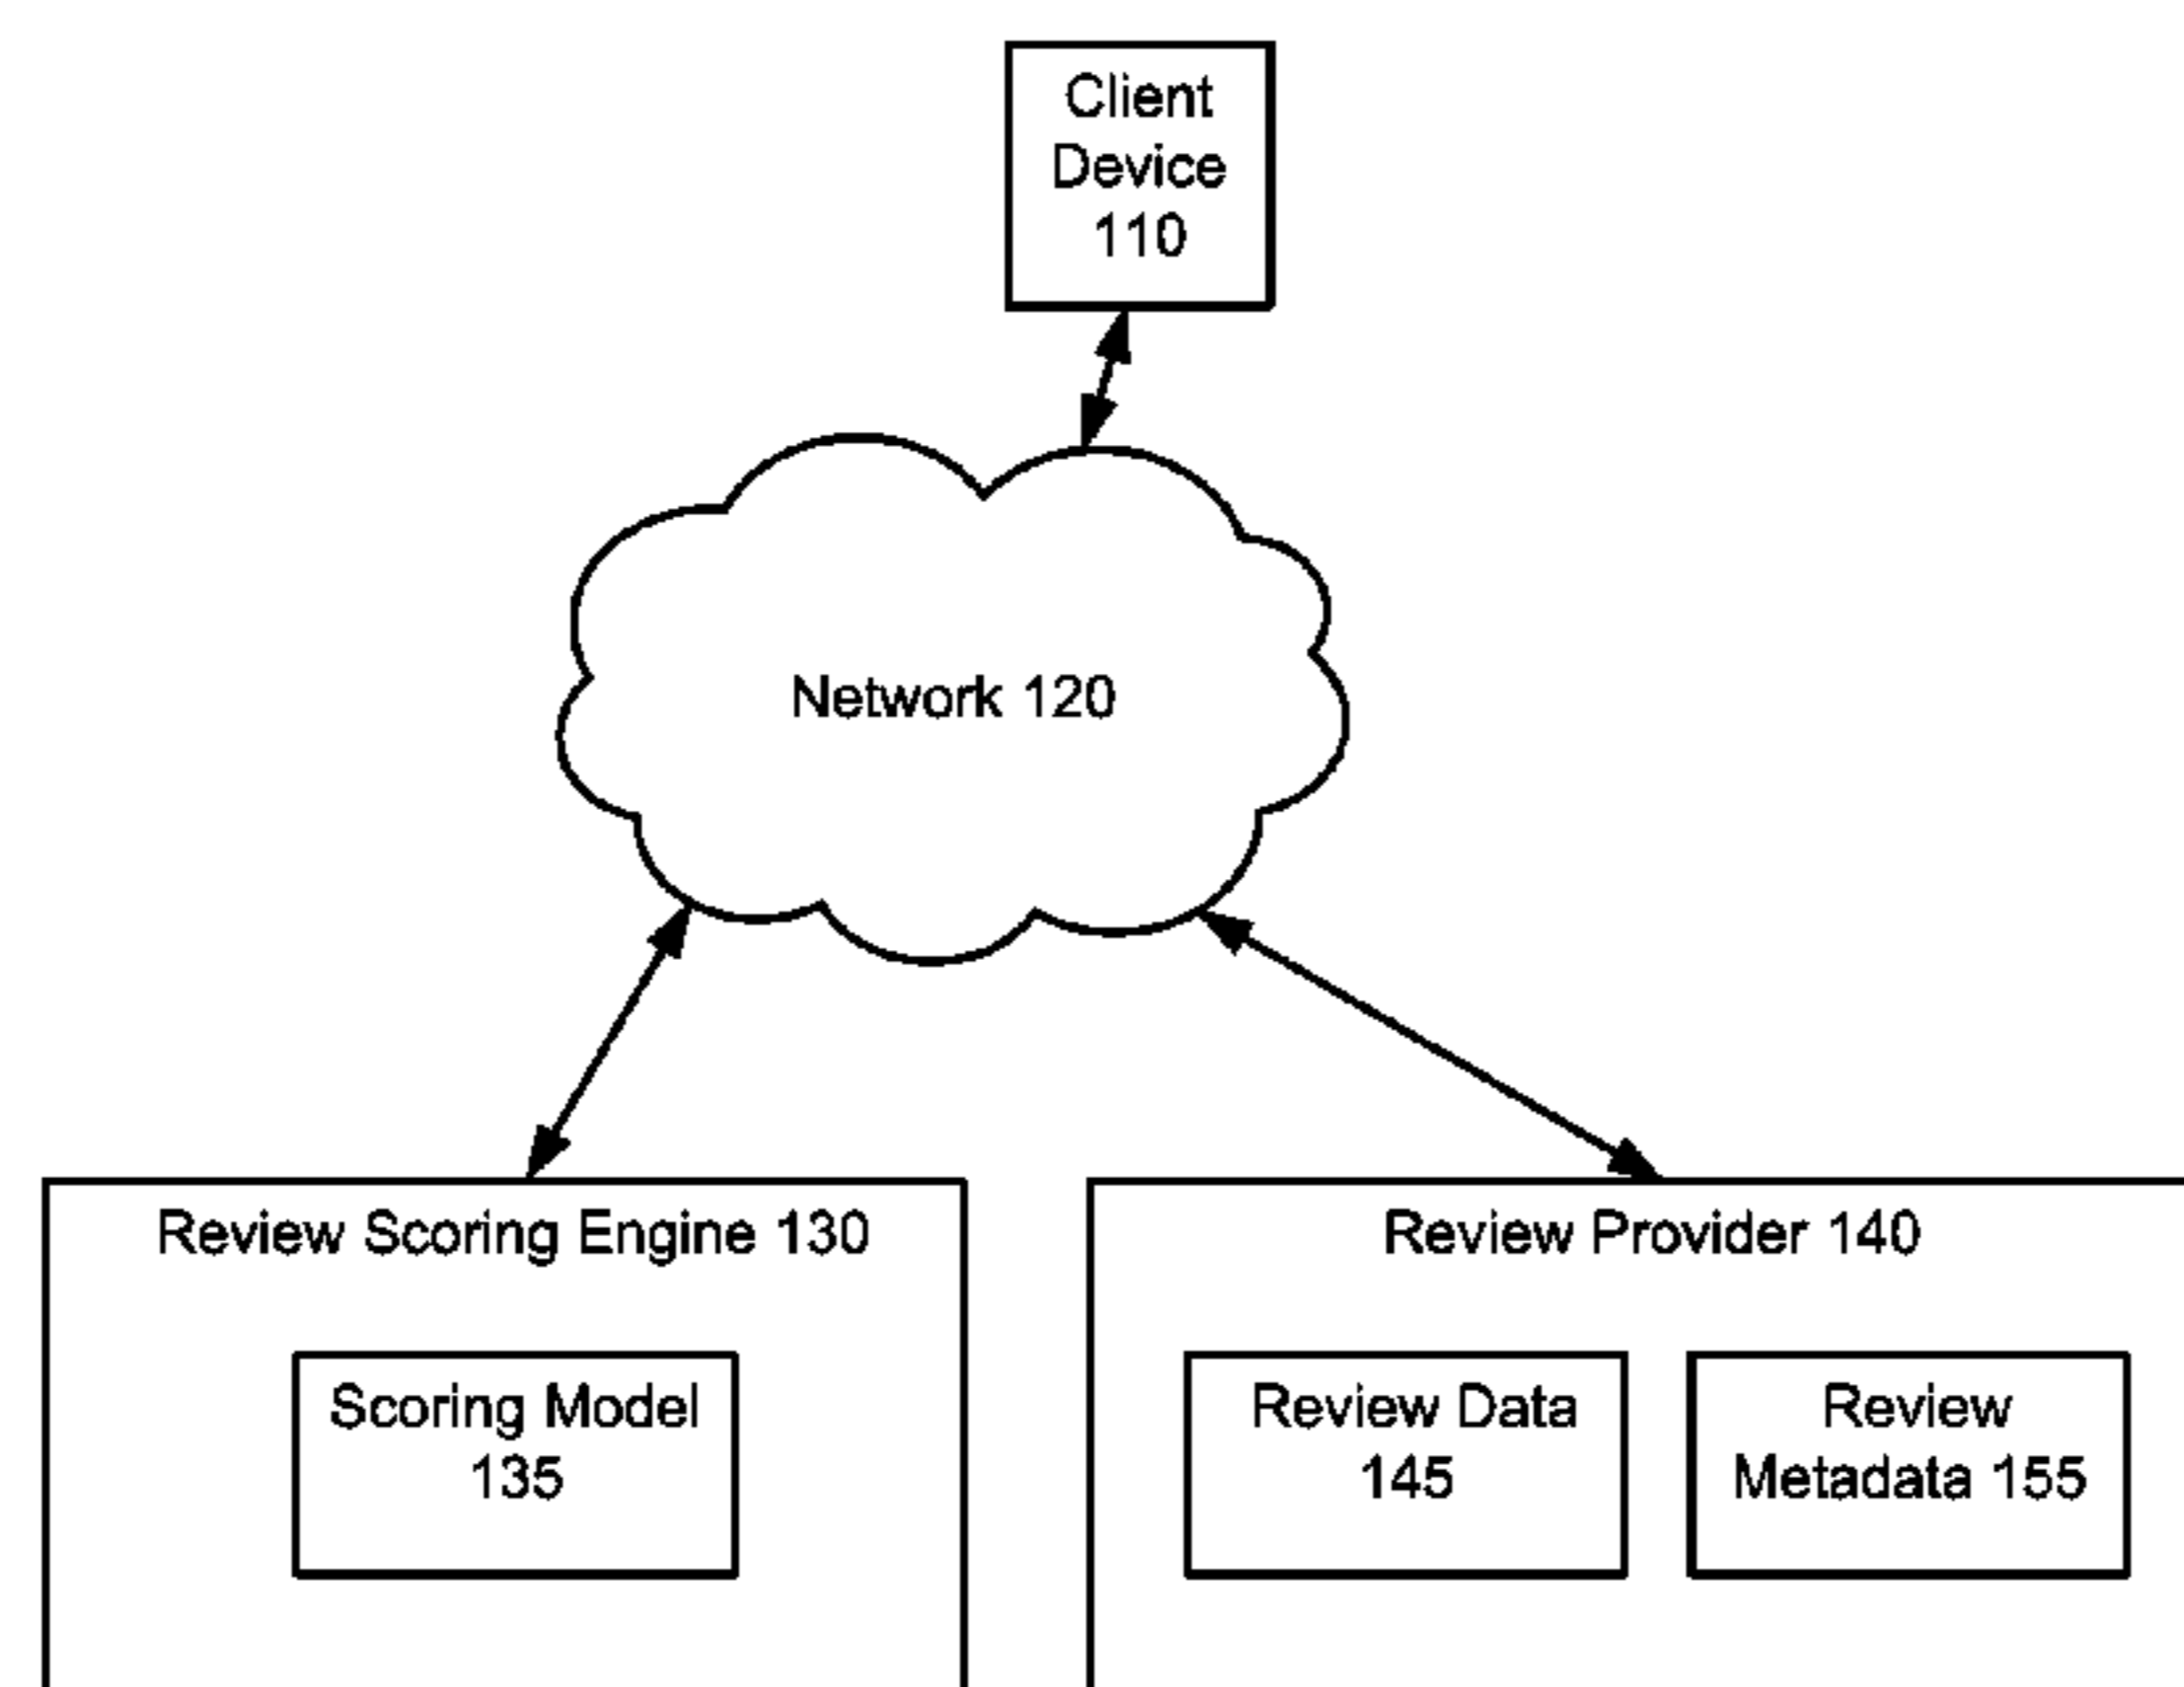 Client
Device
110
Network 120
Review Scoring Engine 130
Scoring Model
135
Review Provider 140
Review Data
145
Review
Metadata 155